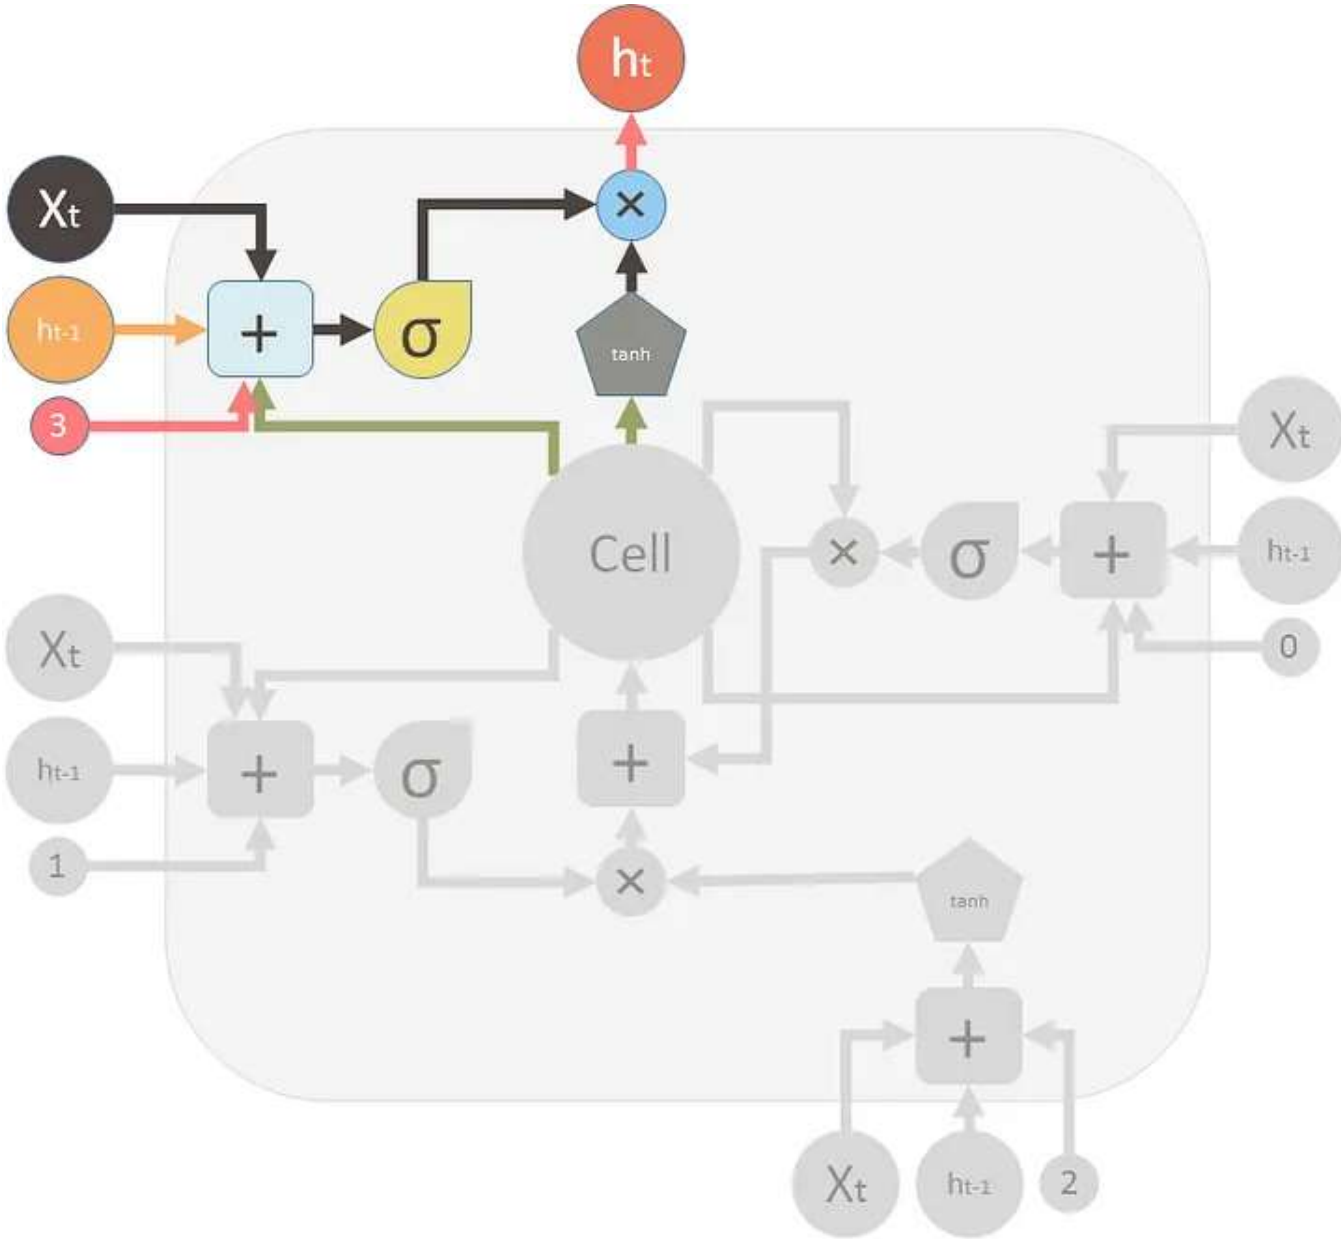 ht
Xt
×
ht-1
+
σ
tanh
3
Cell
×
σ
+
Xt
ht-1
0
Xt
ht-1
1
+
σ
+
×
tanh
+
Xt
ht-1
2